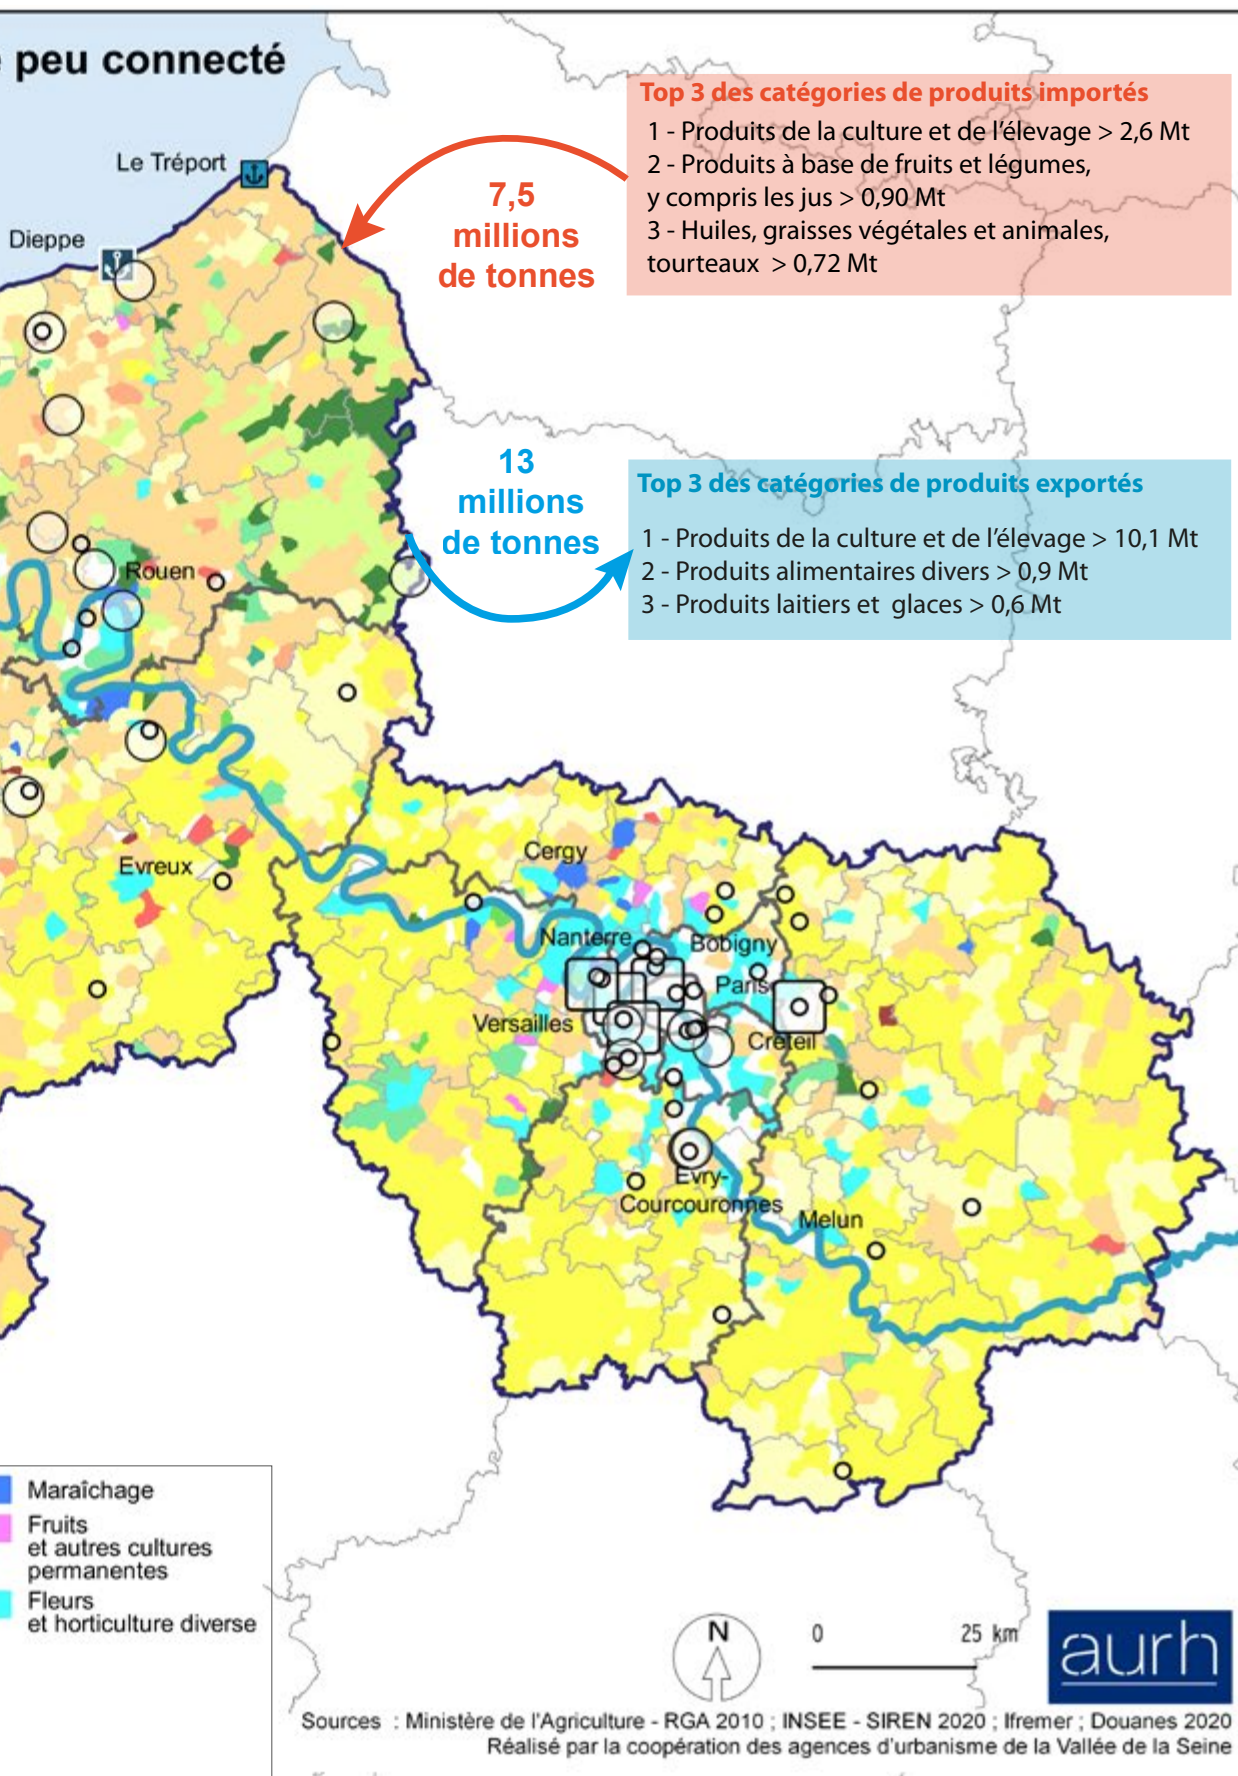 peu connecté
Top 3 des catégories de produits importés
1 - Produits de la culture et de l'élevage > 2,6 Mt
2 - Produits à base de fruits et légumes,
y compris les jus > 0,90 Mt
3 - Huiles, graisses végétales et animales,
tourteaux > 0,72 Mt
7,5
millions
de tonnes
Le Tréport
Dieppe
13
millions
de tonnes
Top 3 des catégories de produits exportés
1 - Produits de la culture et de l'élevage > 10,1 Mt
2 - Produits alimentaires divers > 0,9 Mt
3 - Produits laitiers et glaces > 0,6 Mt
Rouen
Evreux
Cergy
Nanterre
Bobigny
Paris
Versailles
Créteil
Evry-
Courcouronnes
Melun
Maraîchage
Fruits
et autres cultures
permanentes
Fleurs
et horticulture diverse
N
0 25 km
aurh
Sources : Ministère de l'Agriculture - RGA 2010 ; INSEE - SIREN 2020 ; Ifremer ; Douanes 2020
Réalisé par la coopération des agences d'urbanisme de la Vallée de la Seine